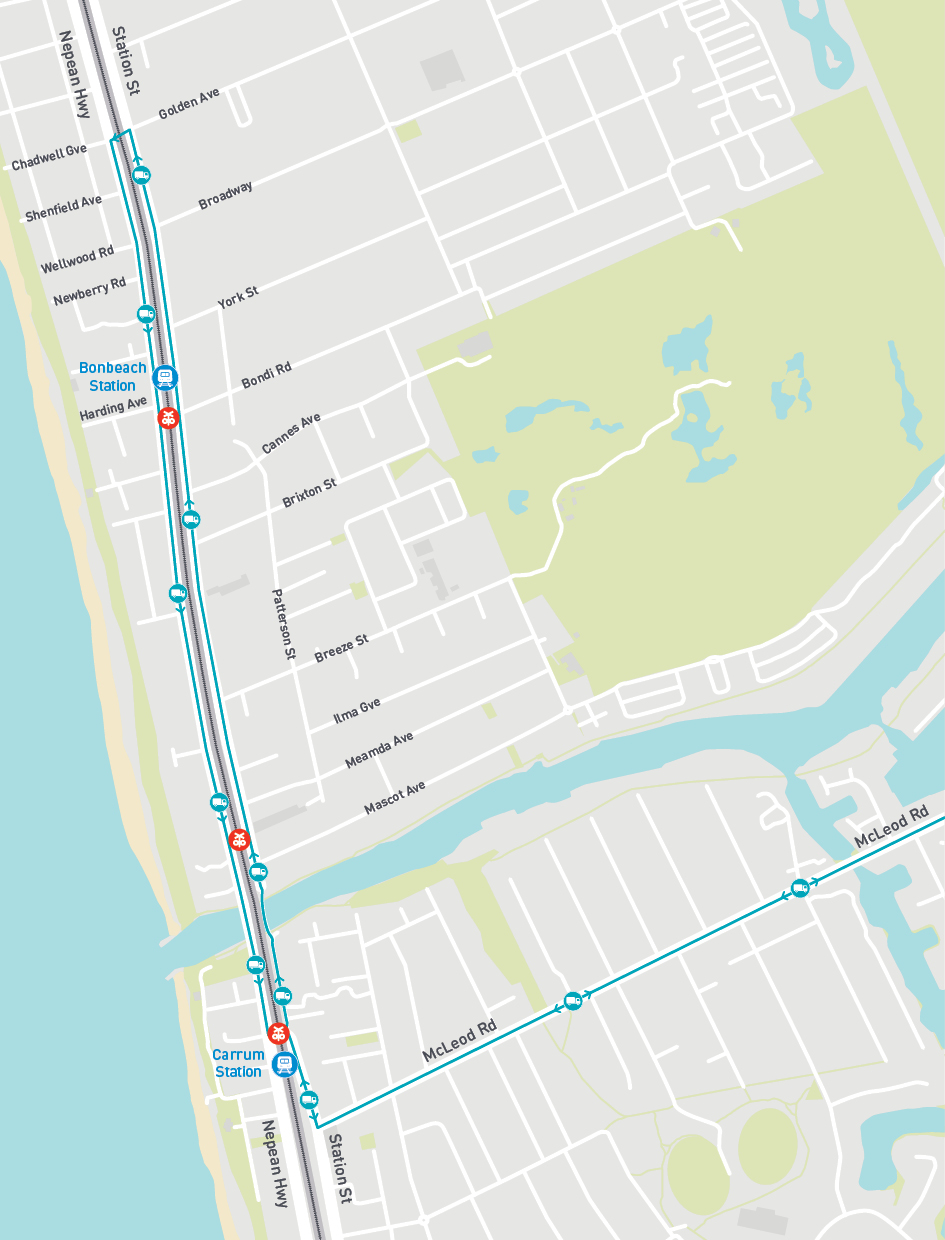 Nepean Hwy
Station St
Golden Ave
Chadwell Gve
Broadway
Shenfield Ave
Wellwood Rd
Newberry Rd
York St
Bonbeach
Station
Bondi Rd
Harding Ave
Cannes Ave
Brixton St
Patterson St
Breeze St
Ilma Gve
Meamda Ave
Mascot Ave
McLeod Rd
McLeod Rd
Carrum
Station
Nepean Hwy
Station St